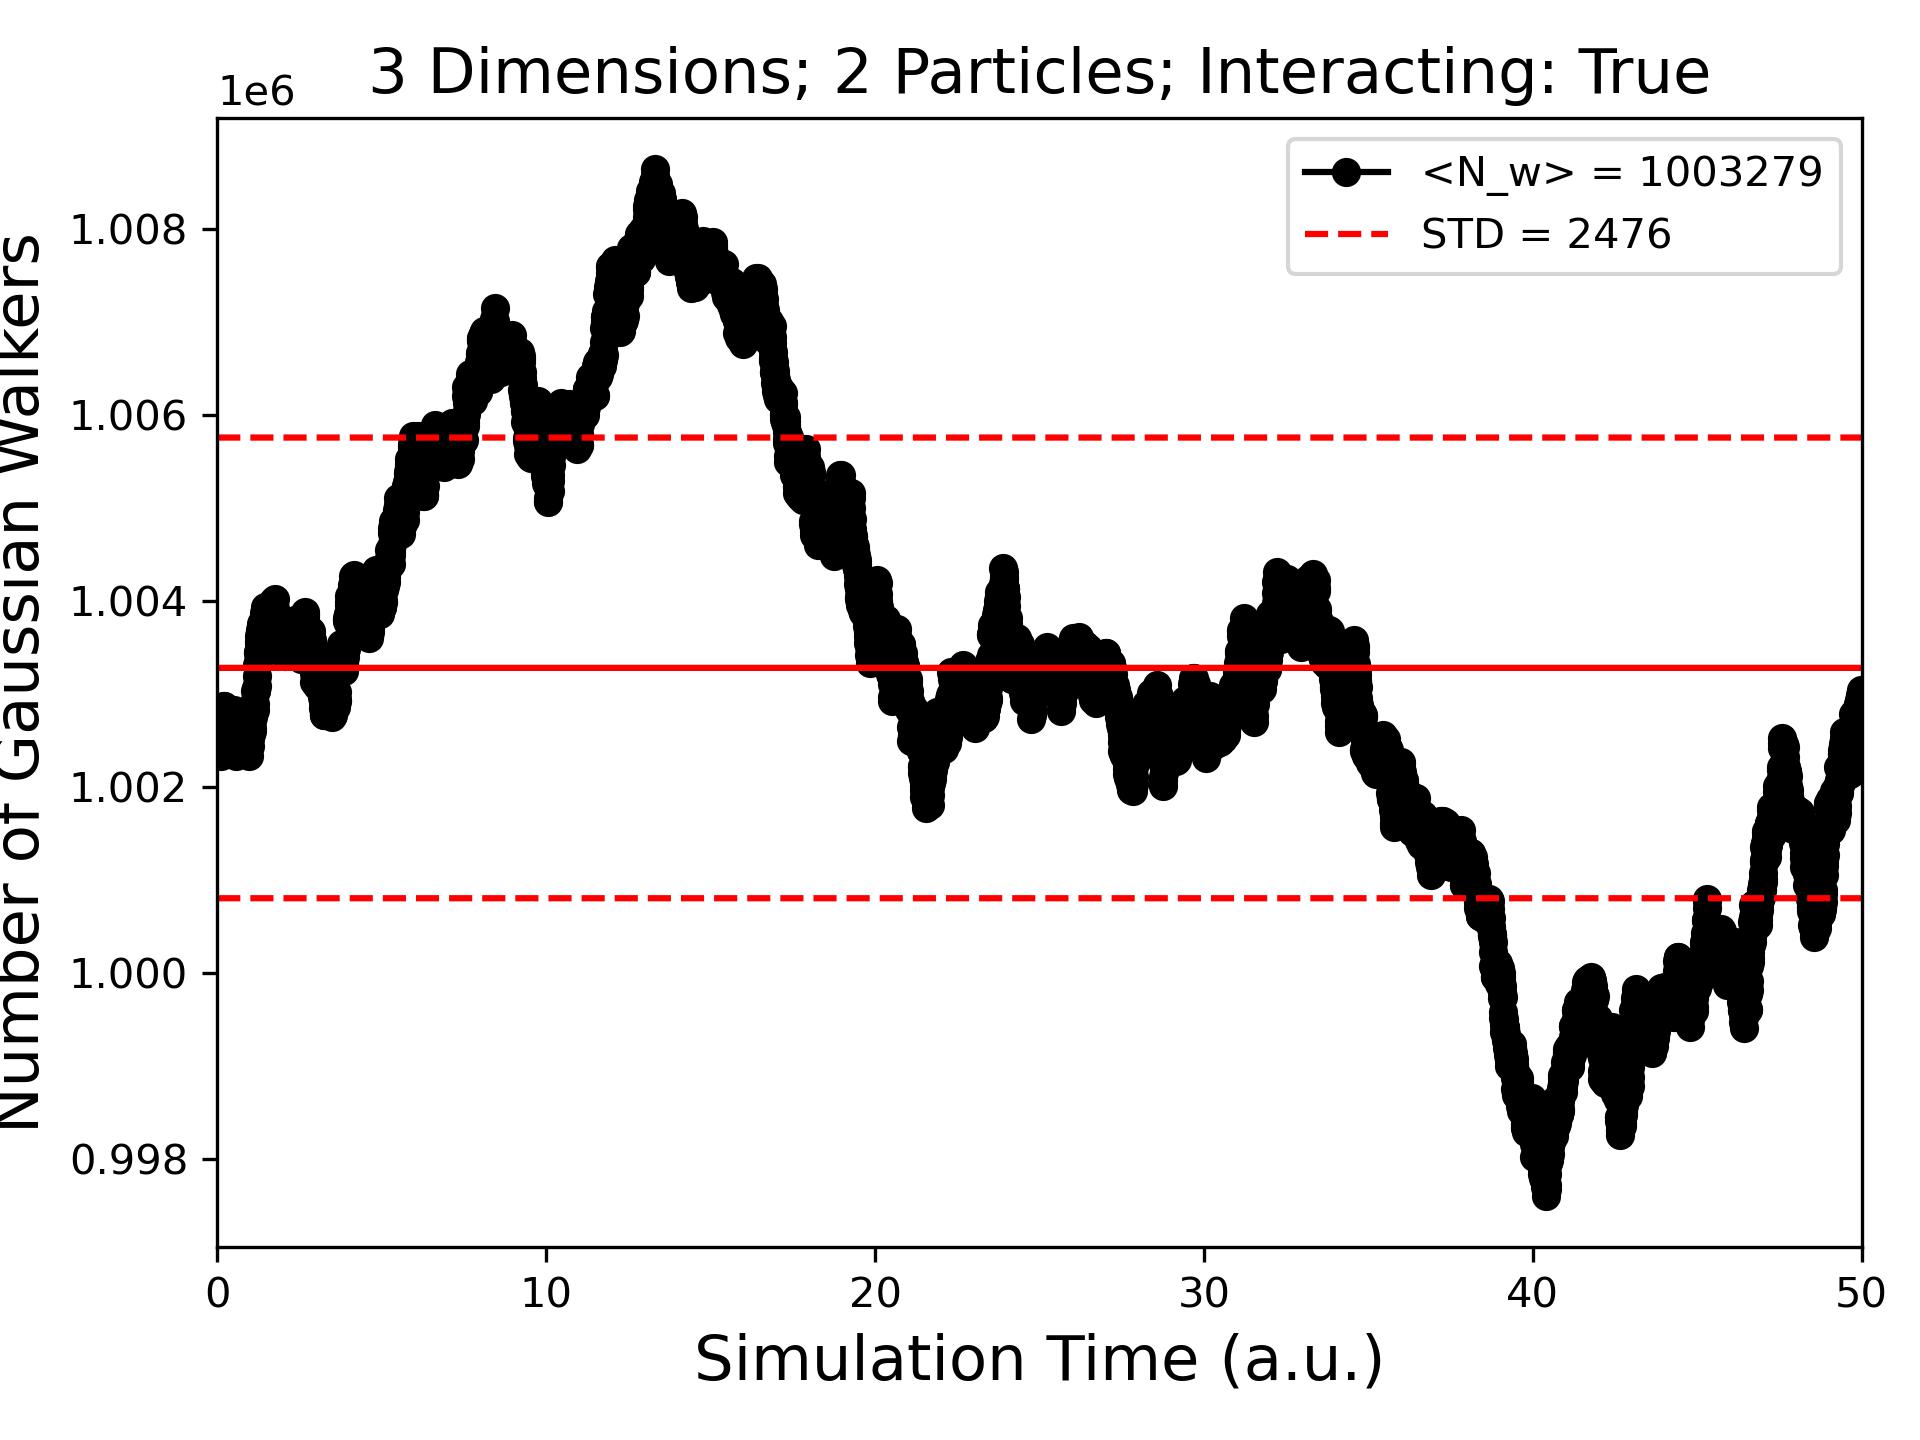 3 Dimensions; 2 Particles; Interacting: True
1e6
<N_w> = 1003279
STD = 2476
Number of Gaussian Walkers
1.008
1.006
1.004
1.002
1.000
0.998
0 10 20 30 40 50
Simulation Time (a.u.)